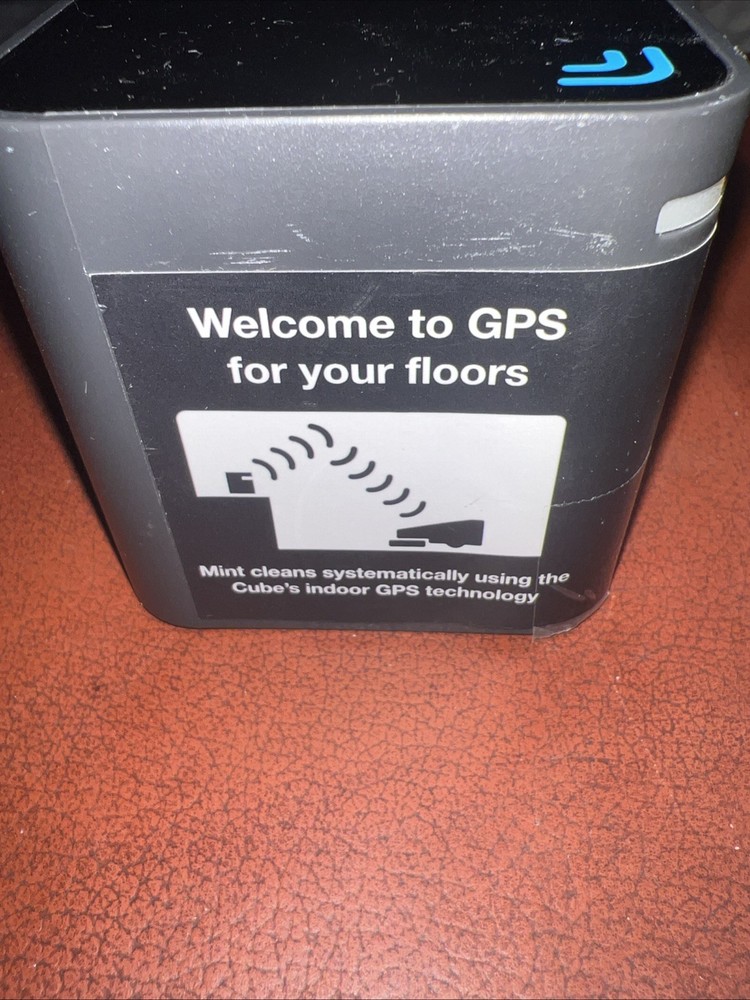 Welcome to GPS
for your floors
Mint cleans systematically using the
Cube's indoor GPS technology